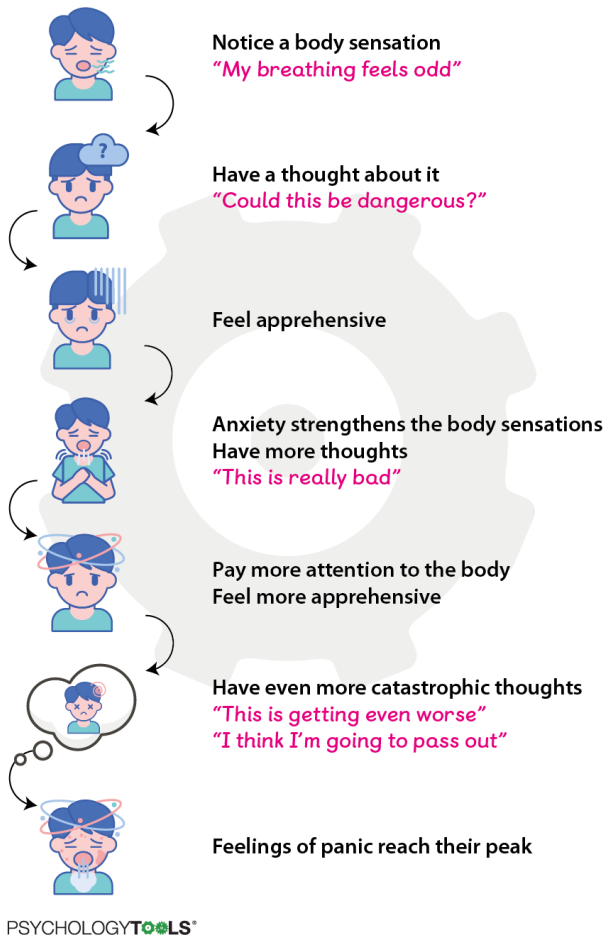 Notice a body sensation
“My breathing feels odd”
?
Have a thought about it
“Could this be dangerous?”
Feel apprehensive
Anxiety strengthens the body sensations
Have more thoughts
“This is really bad”
Pay more attention to the body
Feel more apprehensive
Have even more catastrophic thoughts
“This is getting even worse”
“I think I’m going to pass out”
Feelings of panic reach their peak
PSYCHOLOGYTOOLS®